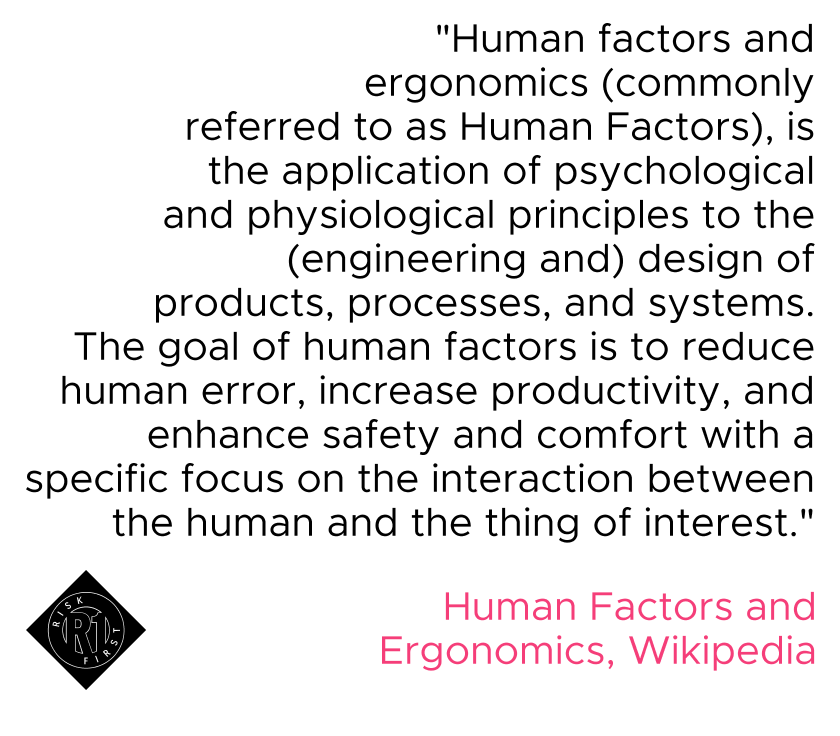 "Human factors and
ergonomics (commonly
referred to as Human Factors), is
the application of psychological
and physiological principles to the
(engineering and) design of
products, processes, and systems.
The goal of human factors is to reduce
human error, increase productivity, and
enhance safety and comfort with a
specific focus on the interaction between
the human and the thing of interest."
RISK
R1
FIRST
Human Factors and
Ergonomics, Wikipedia